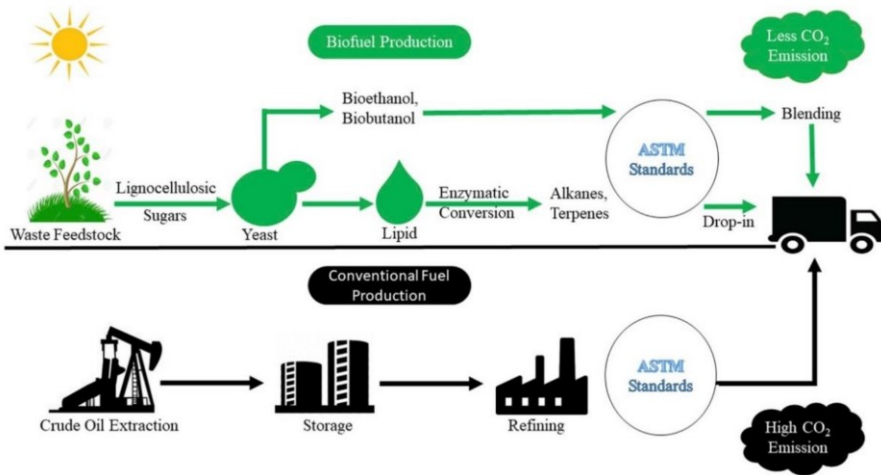 Biofuel Production
Less CO₂
Emission
Bioethanol,
Biobutanol
Blending
ASTM
Standards
Lignocellulosic
Sugars
Enzymatic
Conversion
Alkanes,
Terpenes
Drop-in
Waste Feedstock
Yeast
Lipid
Conventional Fuel
Production
ASTM
Standards
Crude Oil Extraction
Storage
Refining
High CO₂
Emission